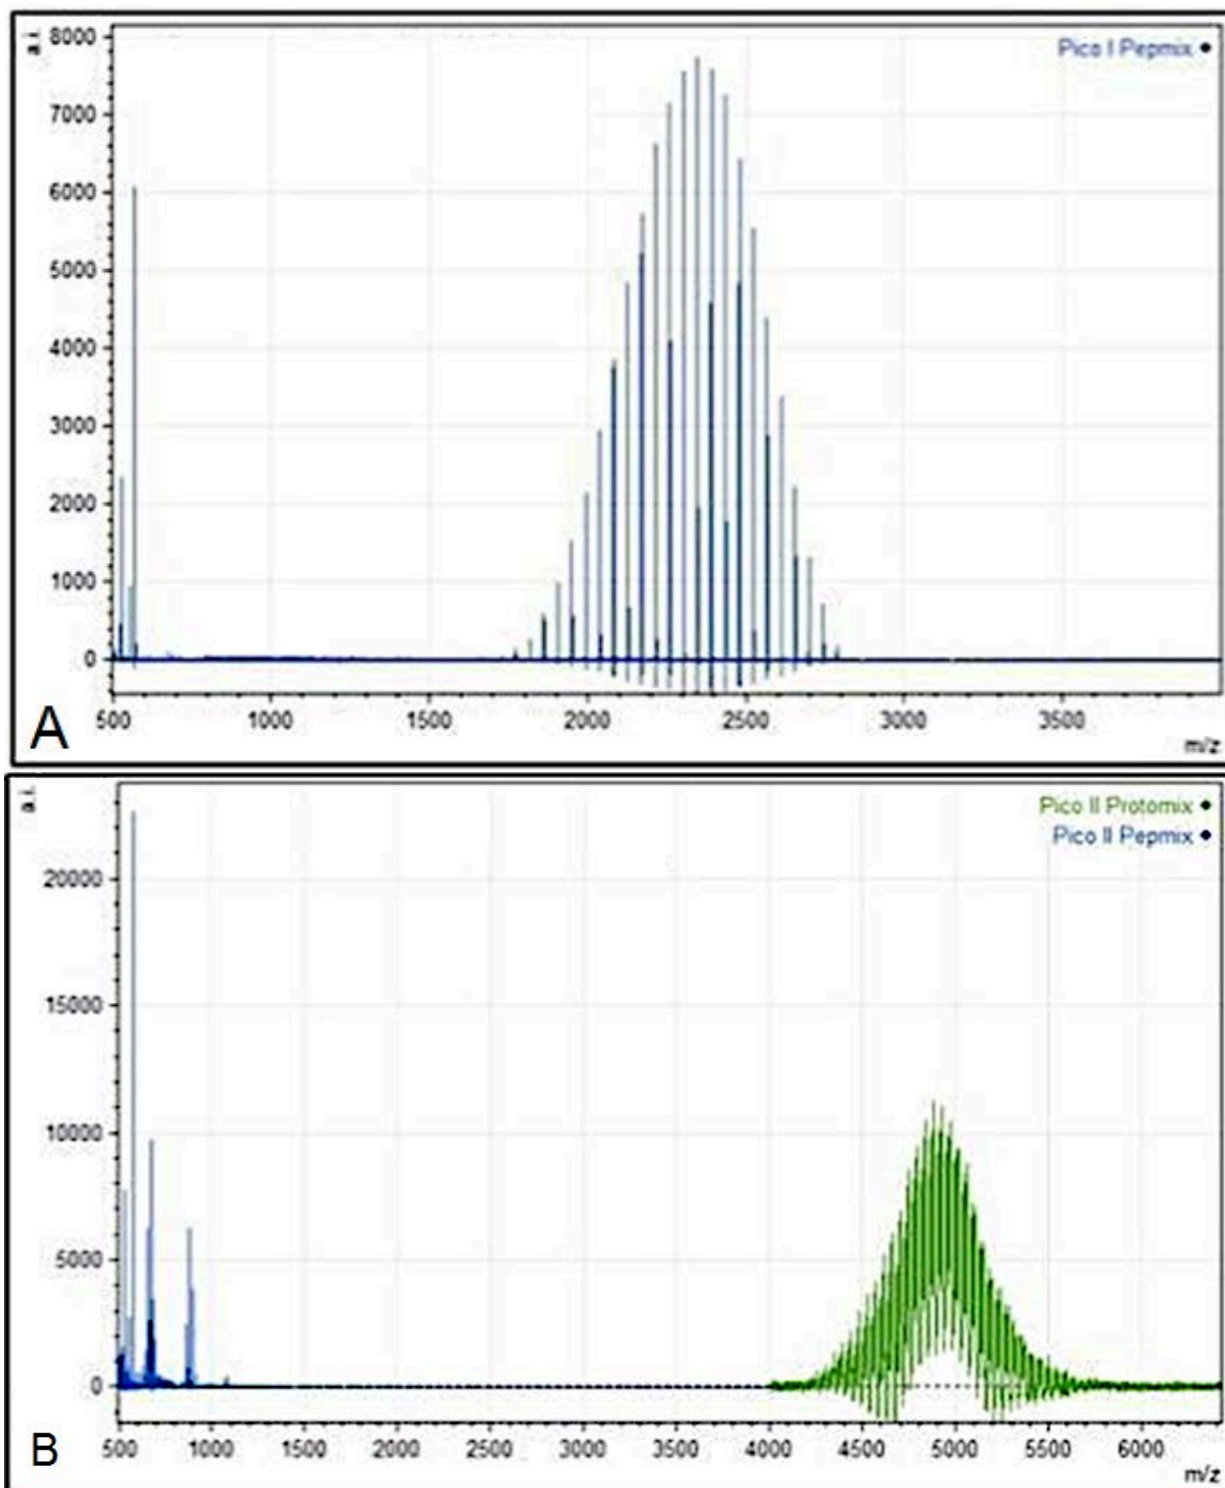 a.i.
8000
Pico I Pepmix
7000
6000
5000
4000
3000
2000
1000
0
500 1000 1500 2000 2500 3000 3500
m/z
A
a.i.
Pico II Protomix
Pico II Pepmix
20000
15000
10000
5000
0
500 1000 1500 2000 2500 3000 3500 4000 4500 5000 5500 6000
m/z
B